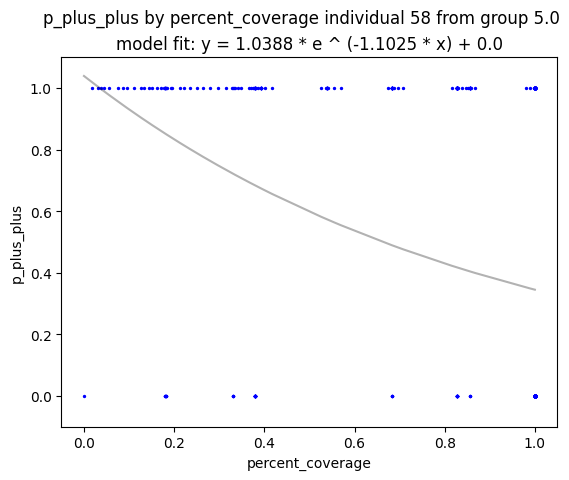 p_plus_plus by percent_coverage individual 58 from group 5.0
model fit: y = 1.0388 * e ^ (-1.1025 * x) + 0.0
1.0
0.8
0.6
0.4
0.2
0.0
p_plus_plus
0.0 0.2 0.4 0.6 0.8 1.0
percent_coverage